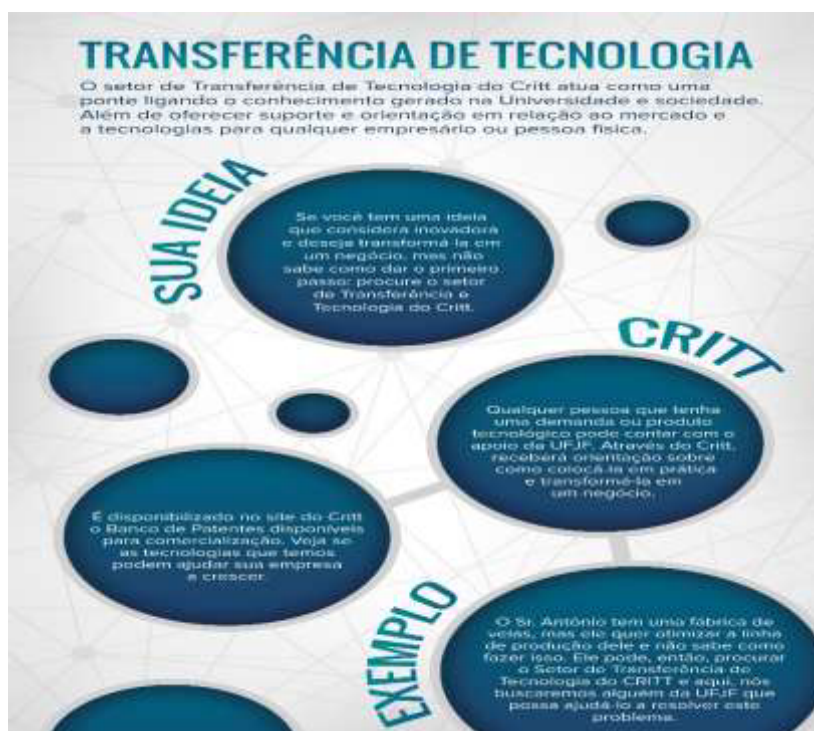 TRANSFERÊNCIA DE TECNOLOGIA
O setor de Transferência de Tecnologia do Critt atua como uma
ponte ligando o conhecimento gerado na Universidade e sociedade.
Além de oferecer suporte e orientação em relação ao mercado e
a tecnologias para qualquer empresário ou pessoa física.
SUA IDEIA
Se você tem uma ideia
que considera inovadora
e deseja transformá-la em
um negócio, mas não
sabe como dar o primeiro
passo: procure o setor
de Transferência e
Tecnologia do Critt.
CRITT
Qualquer pessoa que tenha
uma demanda ou produto
tecnológico pode contar com o
apoio da UFJF. Através do Critt,
receberá orientação sobre
como colocá-la em prática
e transformá-la em
um negócio.
É disponibilizado no site do Critt
o Banco de Patentes disponíveis
para comercialização. Veja se
as tecnologias que temos
podem ajudar sua empresa
a crescer
EXEMPLO
O Sr. Antônio tem uma fábrica de
velas, mas ele quer otimizar a linha
de produção dele e não sabe como
fazer isso. Ele pode, então, procurar
o Setor de Transferência de
Tecnologia do CRITT e aqui, nós
buscaremos alguém da UFJF que
possa ajudá-lo a resolver este
problema.